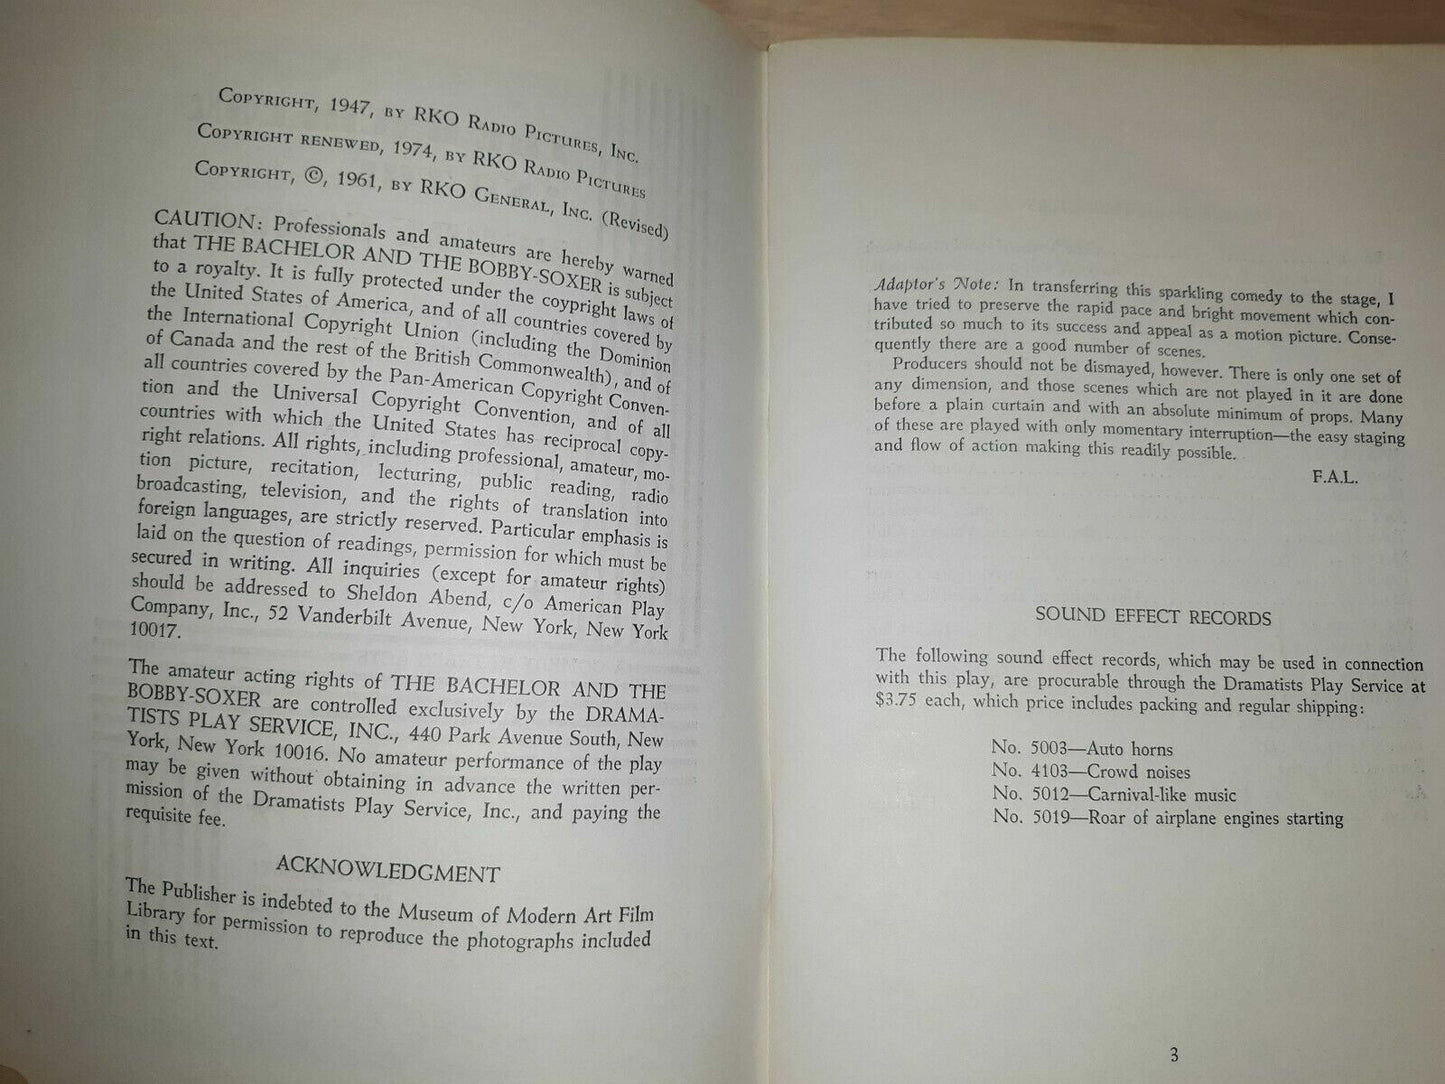 COPYRIGHT, 1947, BY RKO RADIO PICTURES, INC.
COPYRIGHT RENEWED, 1974, BY RKO RADIO PICTURES
COPYRIGHT, ©, 1961, BY RKO GENERAL, INC. (Revised)
CAUTION: Professionals and amateurs are hereby warned
that THE BACHELOR AND THE BOBBY-SOXER is subject
to a royalty. It is fully protected under the coypright laws of
the United States of America, and of all countries covered by
the International Copyright Union (including the Dominion
of Canada and the rest of the British Commonwealth), and of
all countries covered by the Pan-American Copyright Conven-
tion and the Universal Copyright Convention, and of all
countries with which the United States has reciprocal copy-
right relations. All rights, including professional, amateur, mo-
tion picture, recitation, lecturing, public reading, radio
broadcasting, television, and the rights of translation into
foreign languages, are strictly reserved. Particular emphasis is
laid on the question of readings, permission for which must be
secured in writing. All inquiries (except for amateur rights)
should be addressed to Sheldon Abend, c/o American Play
Company, Inc., 52 Vanderbilt Avenue, New York, New York
10017.
The amateur acting rights of THE BACHELOR AND THE
BOBBY-SOXER are controlled exclusively by the DRAMA-
TISTS PLAY SERVICE, INC., 440 Park Avenue South, New
York, New York 10016. No amateur performance of the play
may be given without obtaining in advance the written per-
mission of the Dramatists Play Service, Inc., and paying the
requisite fee.
ACKNOWLEDGMENT
The Publisher is indebted to the Museum of Modern Art Film
Library for permission to reproduce the photographs included
in this text.
Adaptor's Note: In transferring this sparkling comedy to the stage, I
have tried to preserve the rapid pace and bright movement which con-
tributed so much to its success and appeal as a motion picture. Conse-
quently there are a good number of scenes.
Producers should not be dismayed, however. There is only one set of
any dimension, and those scenes which are not played in it are done
before a plain curtain and with an absolute minimum of props. Many
of these are played with only momentary interruption—the easy staging
and flow of action making this readily possible.
F.A.L.
SOUND EFFECT RECORDS
The following sound effect records, which may be used in connection
with this play, are procurable through the Dramatists Play Service at
$3.75 each, which price includes packing and regular shipping:
No. 5003—Auto horns
No. 4103—Crowd noises
No. 5012—Carnival-like music
No. 5019—Roar of airplane engines starting
3